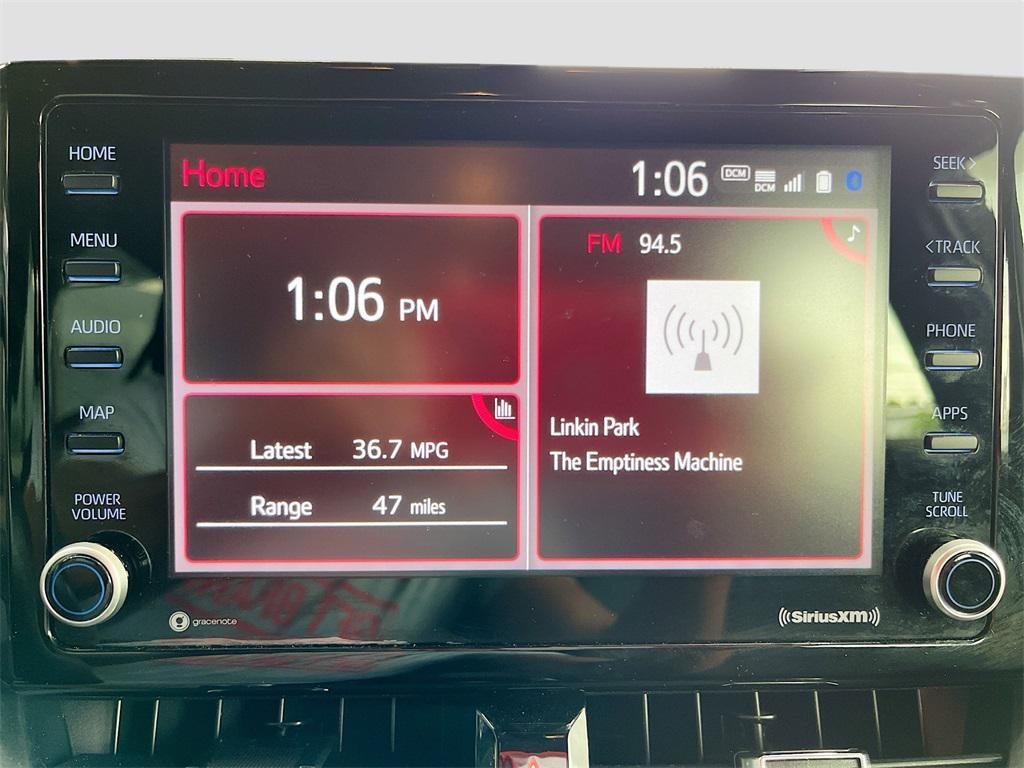 HOME
MENU
AUDIO
MAP
POWER
VOLUME
Home
1:06
DCM
DCM
1:06 PM
Latest 36.7 MPG
Range 47 miles
FM 94.5
Linkin Park
The Emptiness Machine
SEEK>
<TRACK
PHONE
APPS
TUNE
SCROLL
gracenote
SiriusXM